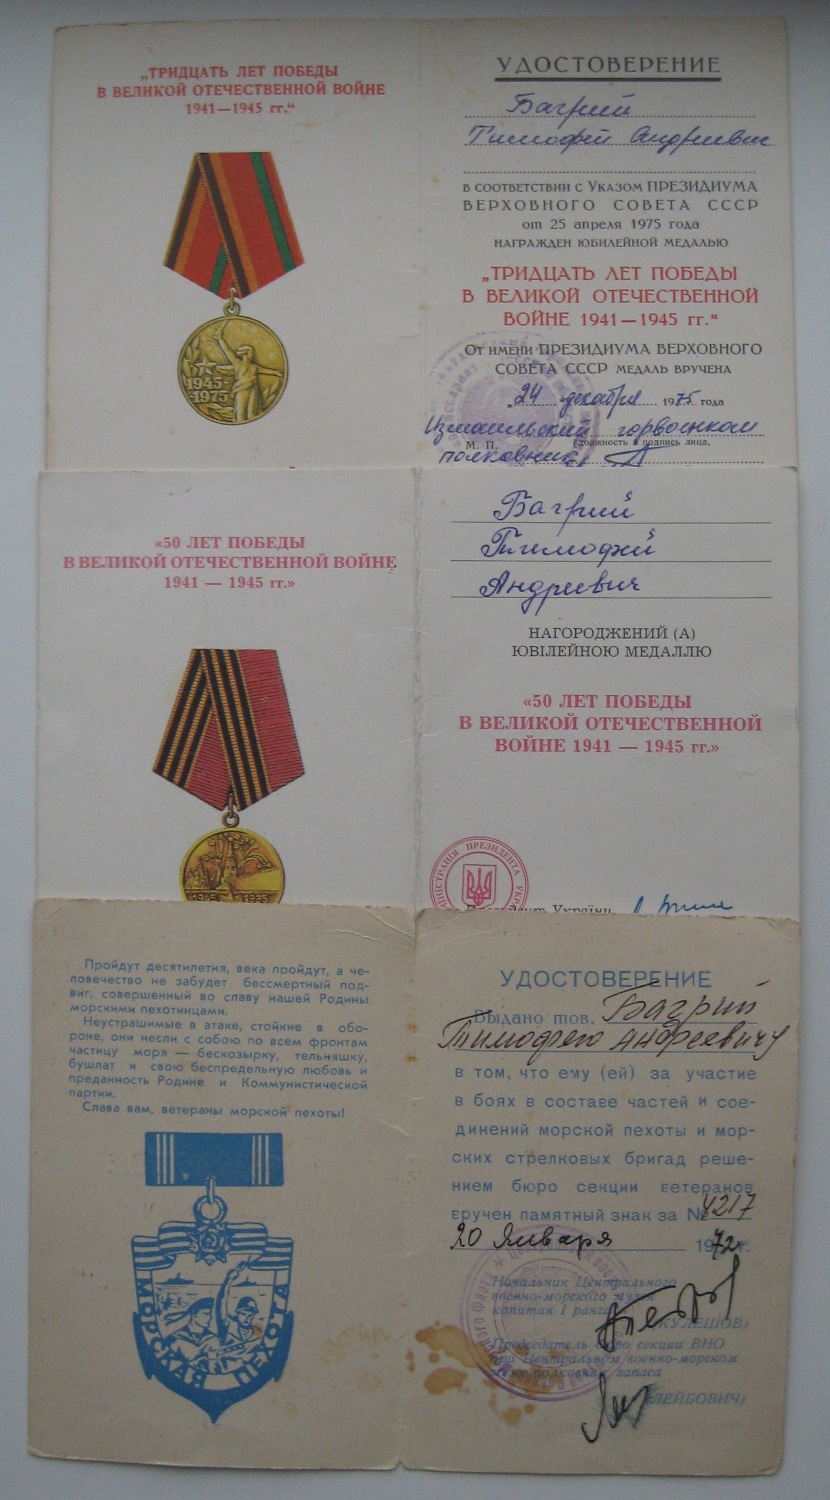 „ТРИДЦАТЬ ЛЕТ ПОБЕДЫ
В ВЕЛИКОЙ ОТЕЧЕСТВЕННОЙ ВОЙНЕ
1941—1945 гг.“
1945-
1975
УДОСТОВЕРЕНИЕ
Багрий
Тимофей Андреевич
В СООТВЕТСТВИИ С УКАЗОМ ПРЕЗИДИУМА
ВЕРХОВНОГО СОВЕТА СССР
от 25 апреля 1975 года
НАГРАЖДЕН ЮБИЛЕЙНОЙ МЕДАЛЬЮ
„ТРИДЦАТЬ ЛЕТ ПОБЕДЫ
В ВЕЛИКОЙ ОТЕЧЕСТВЕННОЙ
ВОЙНЕ 1941—1945 гг.“
От имени ПРЕЗИДИУМА ВЕРХОВНОГО
СОВЕТА СССР МЕДАЛЬ ВРУЧЕНА
„24“ декабря 1975 года
Измаильский горвоенком
М. П. (должность и подпись лица,
полковник
«50 ЛЕТ ПОБЕДЫ
В ВЕЛИКОЙ ОТЕЧЕСТВЕННОЙ ВОЙНЕ
1941 — 1945 гг.»
Багрий
Тимофей
Андреевич
НАГОРОДЖЕНИЙ (А)
ЮВІЛЕЙНОЮ МЕДАЛЛЮ
«50 ЛЕТ ПОБЕДЫ
В ВЕЛИКОЙ ОТЕЧЕСТВЕННОЙ
ВОЙНЕ 1941 — 1945 гг.»
ПРЕЗИДЕНТА
України
Пройдут десятилетия, века пройдут, а че-
ловечество не забудет бессмертный под-
виг, совершенный во славу нашей Родины
морскими пехотинцами.
Неустрашимые в атаке, стойкие в обо-
роне, они несли с собою по всем фронтам
частицу моря — бескозырку, тельняшку,
бушлат и свою беспредельную любовь и
преданность Родине и Коммунистической
партии.
Слава вам, ветераны морской пехоты!
МОРСКАЯ ПЕХОТА
УДОСТОВЕРЕНИЕ
Выдано тов. Багрий
Тимофею Андреевичу
в том, что ему (ей) за участие
в боях в составе частей и сое-
динений морской пехоты и мор-
ских стрелковых бригад реше-
нием бюро секции ветеранов
вручен памятный знак за № 4217
20 Января 1972 г.
Начальник Центрального
военно-морского музея
капитан I ранга
(КУЛЕШОВ)
Председатель бюро секции ВНО
при Центральном военно-морском
музее полковник запаса
(ЛЕЙБОВИЧ)